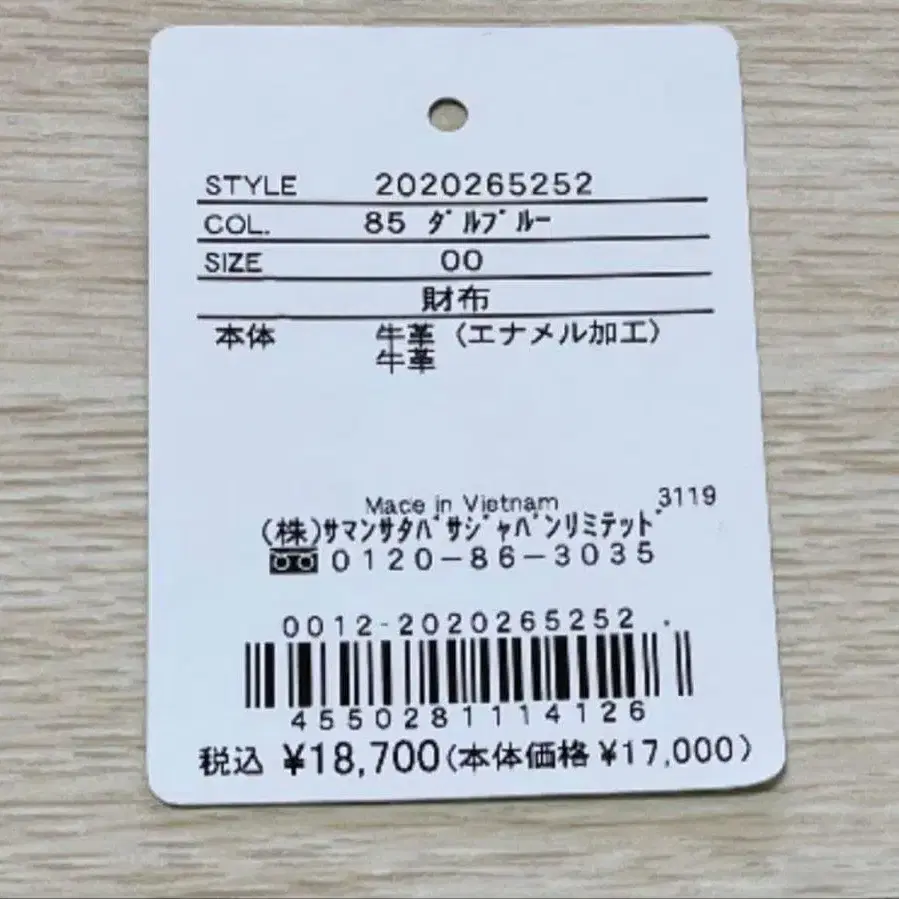 STYLE 2020265252
COL. 85 ﾀﾞﾙﾌﾞﾙｰ
SIZE 00
財布
本体 牛革（エナメル加工）
牛革
Made in Vietnam 3119
（株）ｻﾏﾝｻﾀﾊﾞｻｼﾞｬﾊﾟﾝﾘﾐﾃｯﾄﾞ
0120-86-3035
0012-2020265252
4550281114126
税込 ¥18,700（本体価格 ¥17,000）